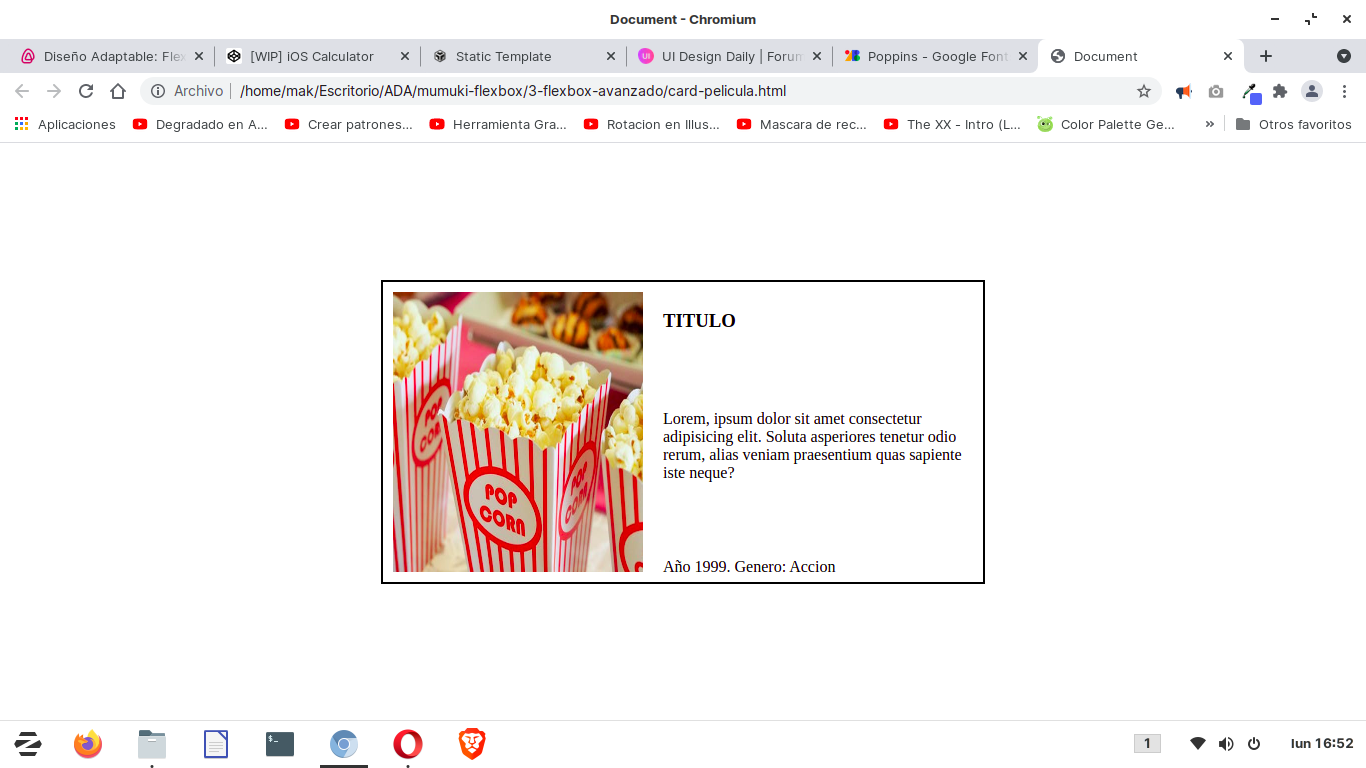 Document - Chromium
Diseño Adaptable: Flex
[WIP] iOS Calculator
Static Template
UI Design Daily | Forum
Poppins - Google Font
Document
Archivo
/home/mak/Escritorio/ADA/mumuki-flexbox/3-flexbox-avanzado/card-pelicula.html
Aplicaciones
Degradado en A...
Crear patrones...
Herramienta Gra...
Rotacion en Illus...
Mascara de rec...
The XX - Intro (L...
Color Palette Ge...
»
Otros favoritos
POP
CORN
POP
CORN
TITULO
Lorem, ipsum dolor sit amet consectetur
adipisicing elit. Soluta asperiores tenetur odio
rerum, alias veniam praesentium quas sapiente
iste neque?
Año 1999. Genero: Accion
1
lun 16:52